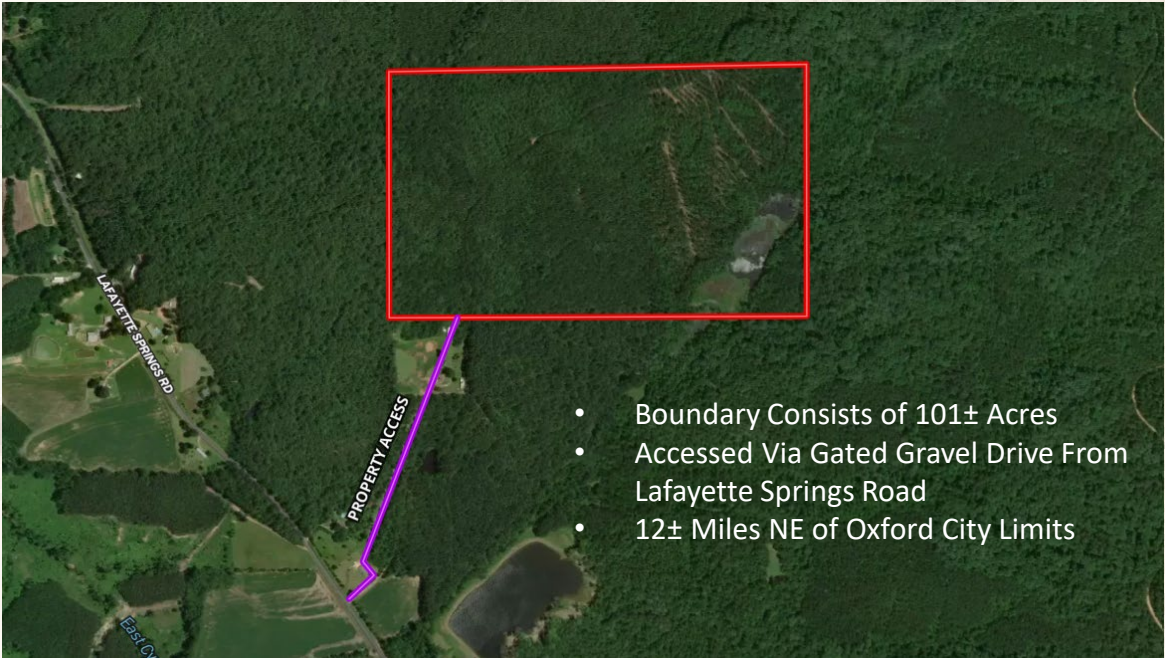 LAFAYETTE SPRINGS RD
PROPERTY ACCESS
• Boundary Consists of 101± Acres
• Accessed Via Gated Gravel Drive From
Lafayette Springs Road
• 12± Miles NE of Oxford City Limits
East Cy